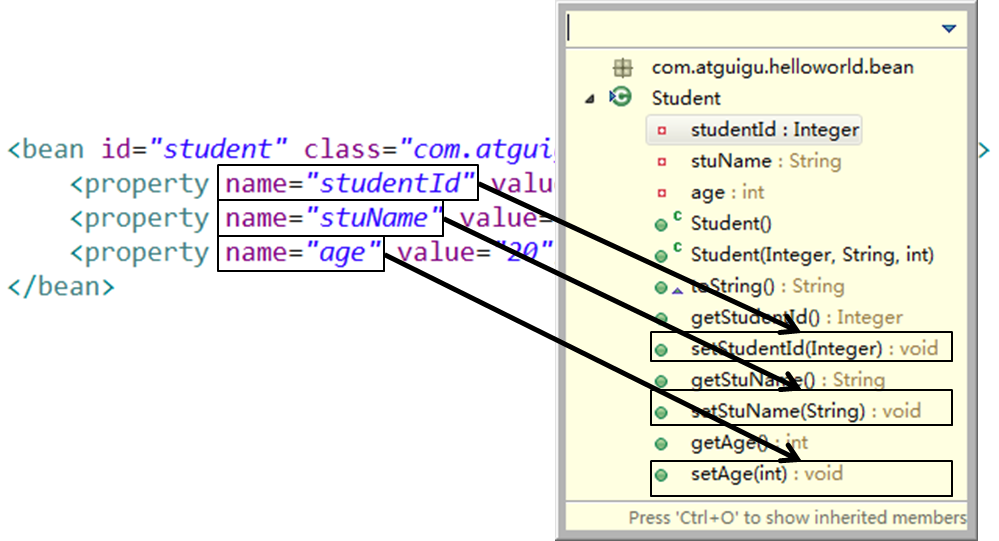 <bean id="student" class="com.atguig >
<property name="studentId" valu
<property name="stuName" value=
<property name="age" value="20"
</bean>
com.atguigu.helloworld.bean
Student
studentId : Integer
stuName : String
age : int
Student()
Student(Integer, String, int)
toString() : String
getStudentId() : Integer
setStudentId(Integer) : void
getStuName() : String
setStuName(String) : void
getAge() : int
setAge(int) : void
Press 'Ctrl+O' to show inherited members